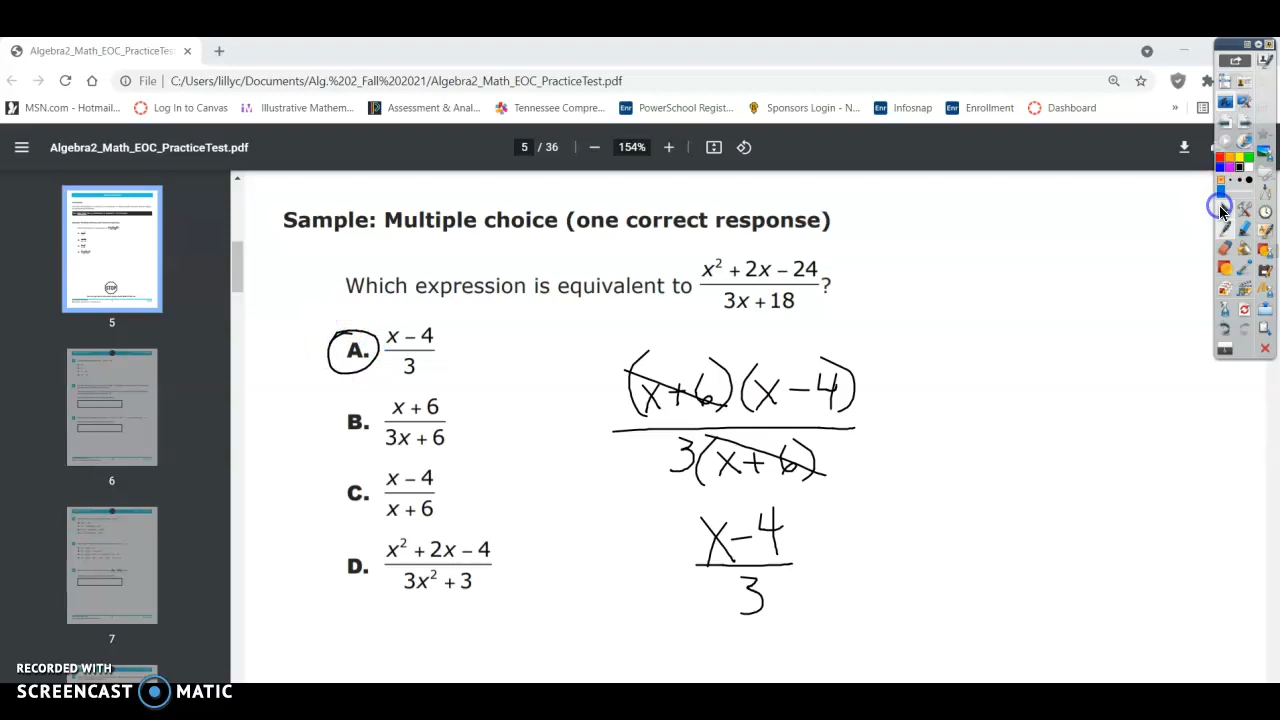 Algebra2_Math_EOC_PracticeTest
File C:/Users/lillyc/Documents/Alg.%202_Fall%202021/Algebra2_Math_EOC_PracticeTest.pdf
MSN.com - Hotmail... Log In to Canvas Illustrative Mathem... Assessment & Anal... Tennessee Compre... Enr PowerSchool Regist... Sponsors Login - N... Enr Infosnap Enr Enrollment Dashboard »
Algebra2_Math_EOC_PracticeTest.pdf 5 / 36 154%
Sample: Multiple choice (one correct response)
Which expression is equivalent to x² + 2x – 24 / 3x + 18 ?
A. x – 4 / 3
B. x + 6 / 3x + 6
C. x – 4 / x + 6
D. x² + 2x – 4 / 3x² + 3
(x+6)(x-4)
3(x+6)
x-4
3
STOP
5
6
7
RECORDED WITH
SCREENCAST MATIC